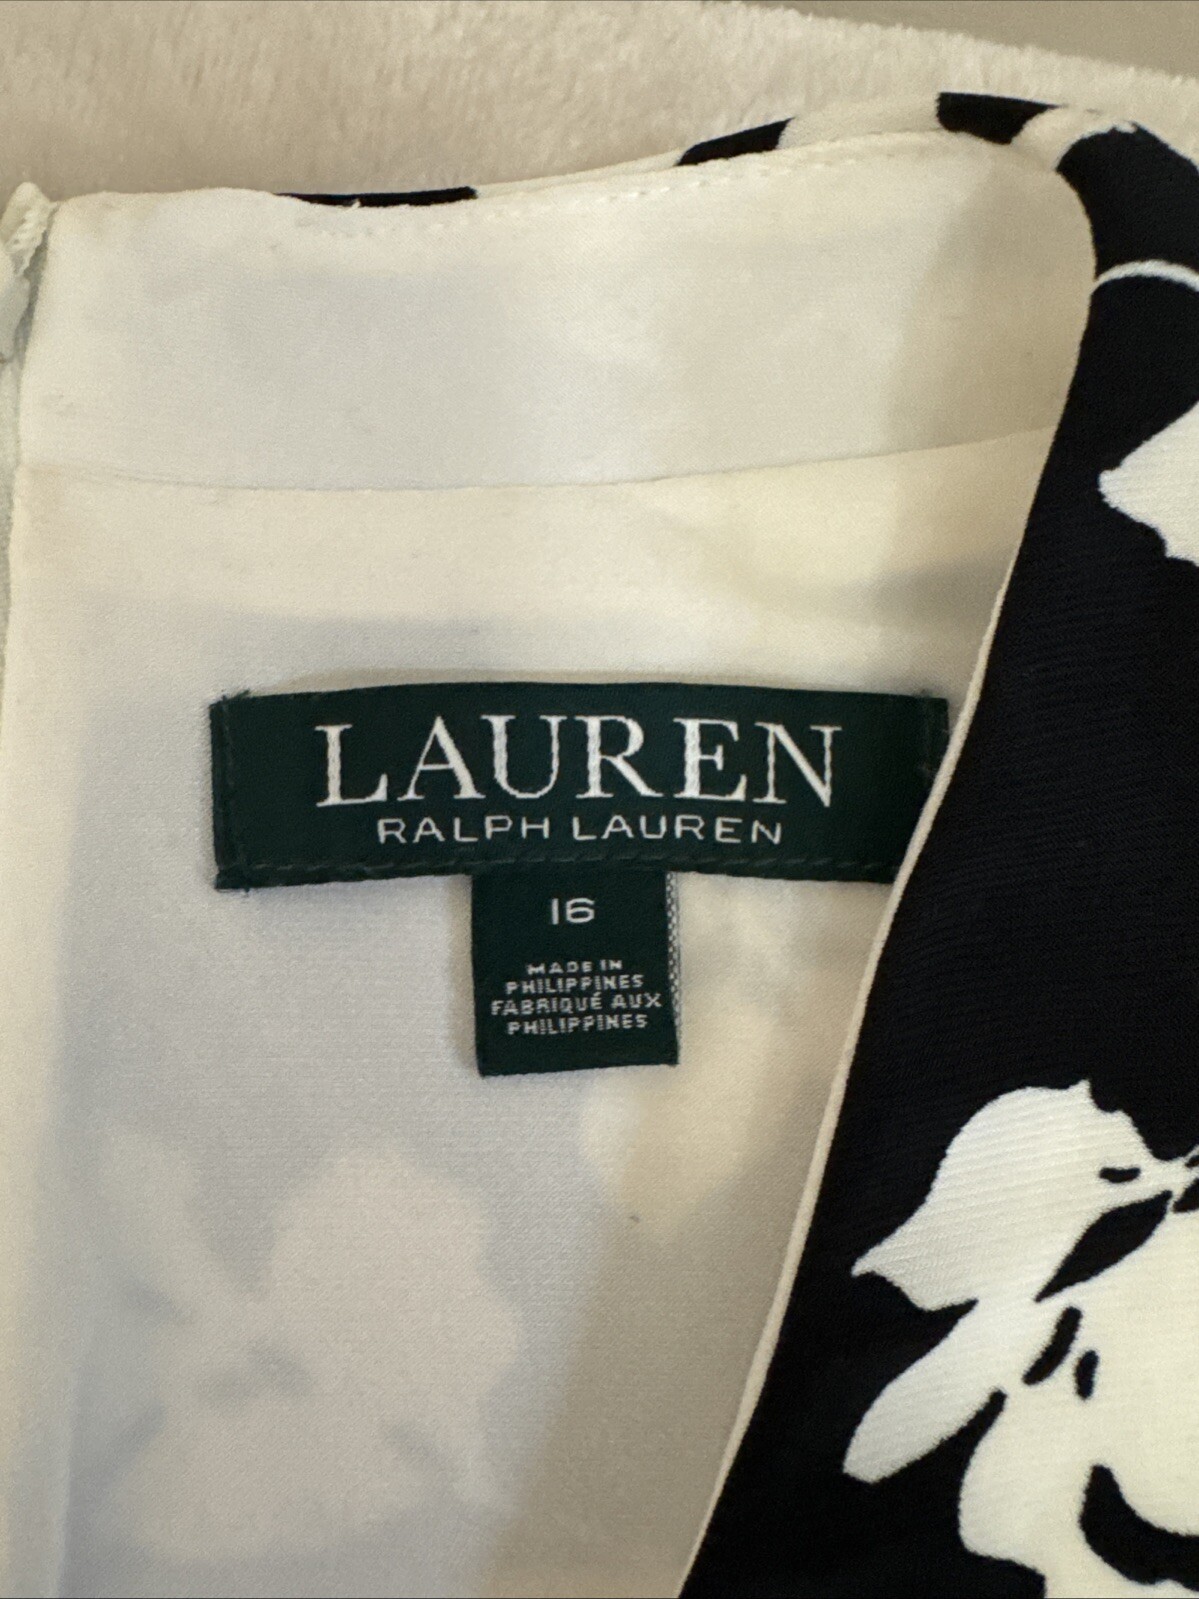 LAUREN
RALPH LAUREN
16
MADE IN
PHILIPPINES
FABRIQUÉ AUX
PHILIPPINES